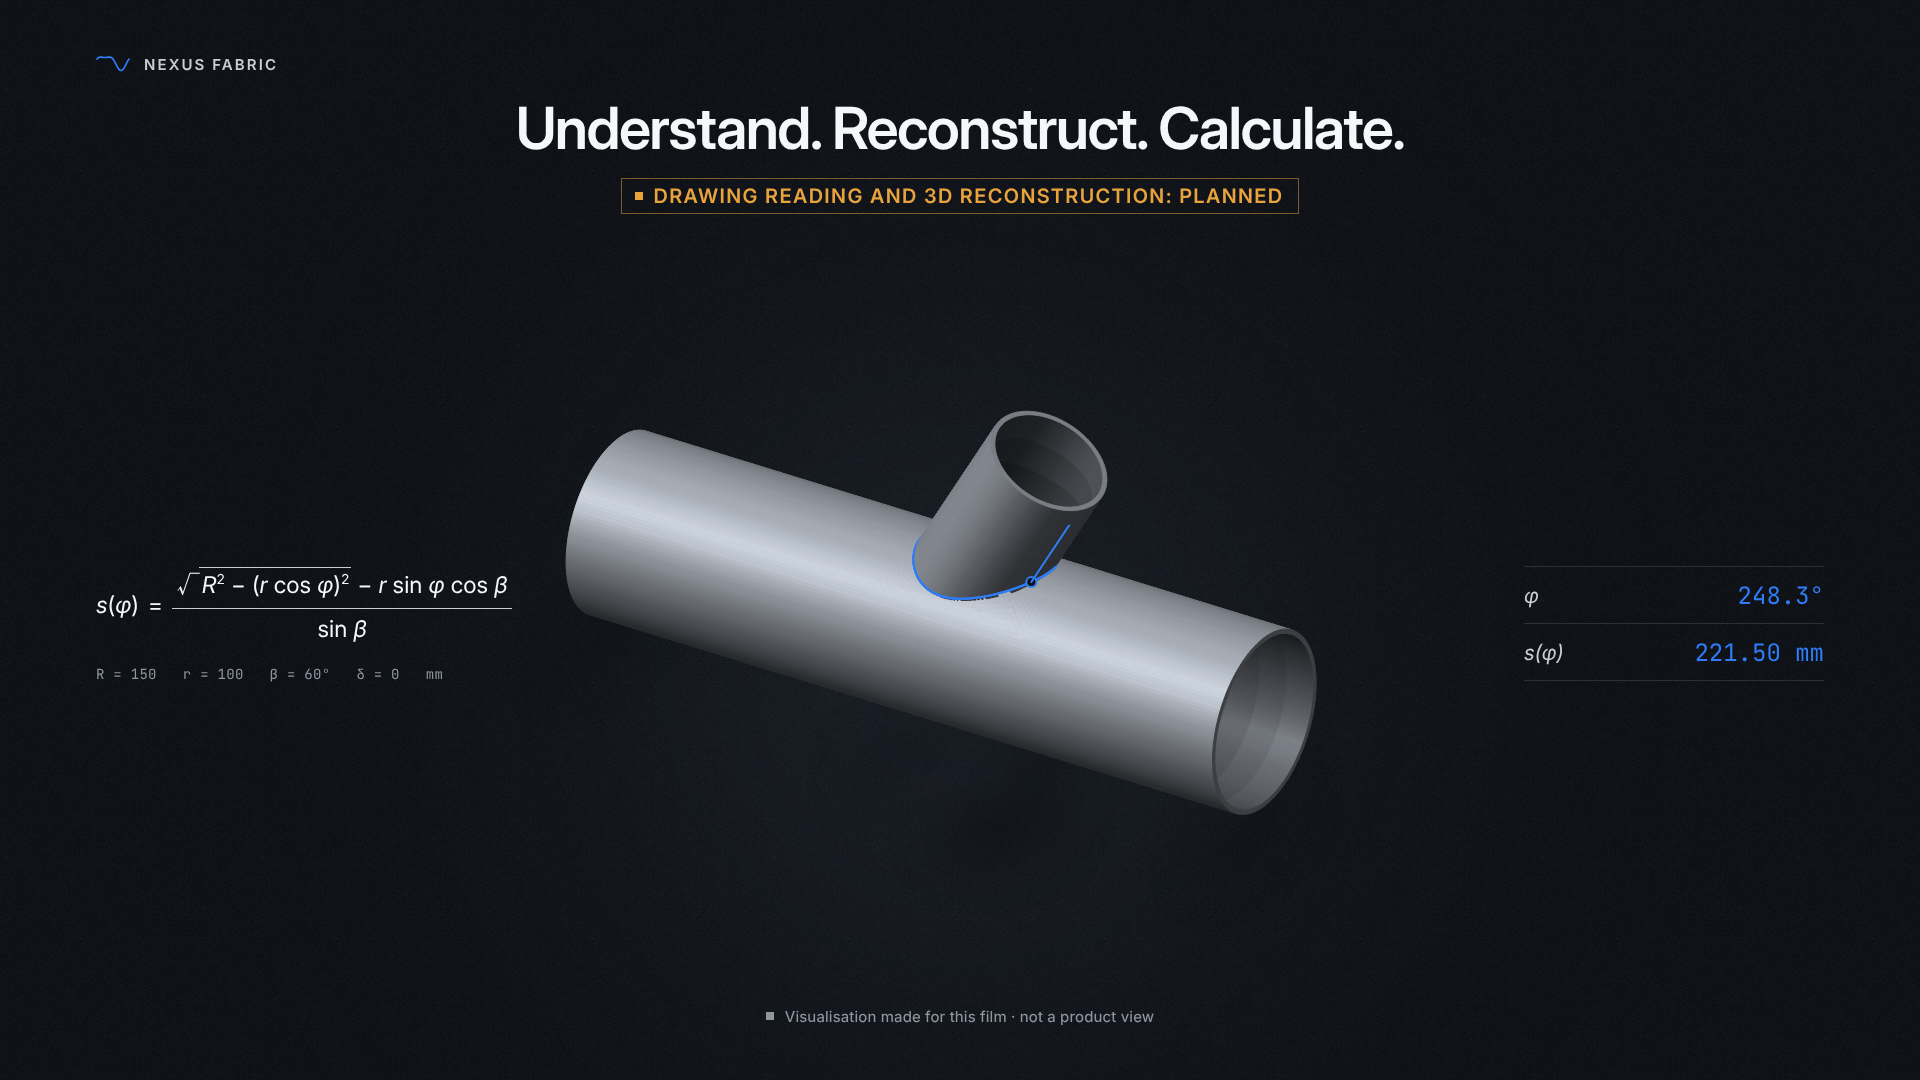 NEXUS FABRIC
Understand. Reconstruct. Calculate.
DRAWING READING AND 3D RECONSTRUCTION: PLANNED
s(φ) = √R² – (r cos φ)² – r sin φ cos β
sin β
R = 150 r = 100 β = 60° δ = 0 mm
φ 248.3°
s(φ) 221.50 mm
Visualisation made for this film · not a product view